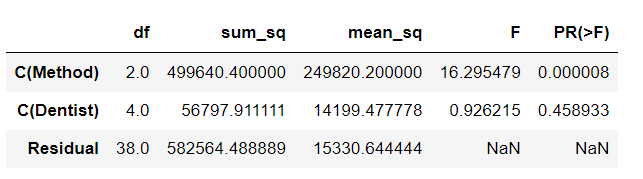 df sum_sq mean_sq F PR(>F)
C(Method) 2.0 499640.400000 249820.200000 16.295479 0.000008
C(Dentist) 4.0 56797.911111 14199.477778 0.926215 0.458933
Residual 38.0 582564.488889 15330.644444 NaN NaN